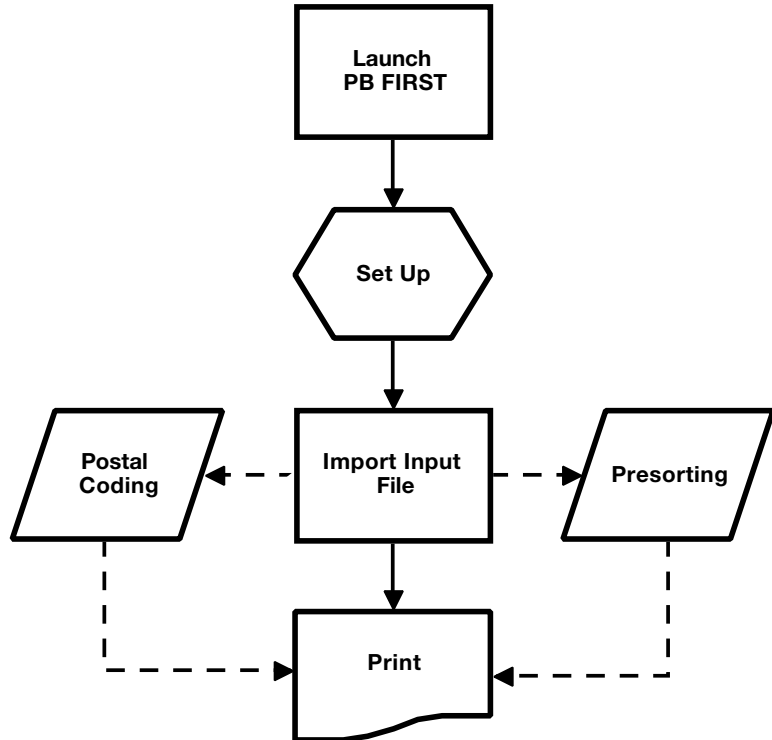 Launch
PB FIRST
Set Up
Postal
Coding
Import Input
File
Presorting
Print